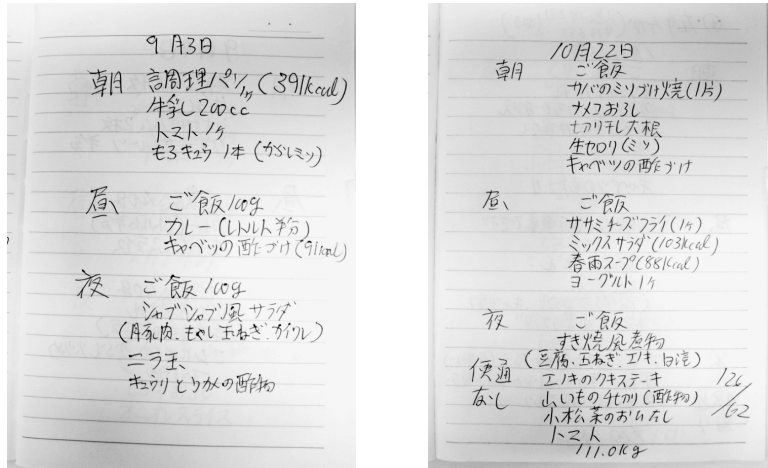 9月3日
朝 調理パン1ヶ(391kcal)
牛乳200cc
トマト1ヶ
もろキュウ1本(からしミソ)
昼 ご飯100g
カレー(レトルト半分)
キャベツの酢づけ(91kcal)
夜 ご飯100g
シャブシャブ風サラダ
(豚肉、もやし玉ねぎ、カイワレ)
ニラ玉
キュウリとワカメの酢物
10月22日
朝 ご飯
サバのミソづけ焼(1片)
ナメコおろし
切り干し大根
生セロリ(ミソ)
キャベツの酢づけ
昼 ご飯
ササミチーズフライ(1ヶ)
ミックスサラダ(103kcal)
春雨スープ(88kcal)
ヨーグルト1ヶ
夜 ご飯
すき焼風煮物
(豆腐、玉ねぎ、エノキ、白滝)
便通 エノキのクキステーキ 126
なし 山いもの千切り(酢物) /62
小松菜のおひたし
トマト
111.0kg